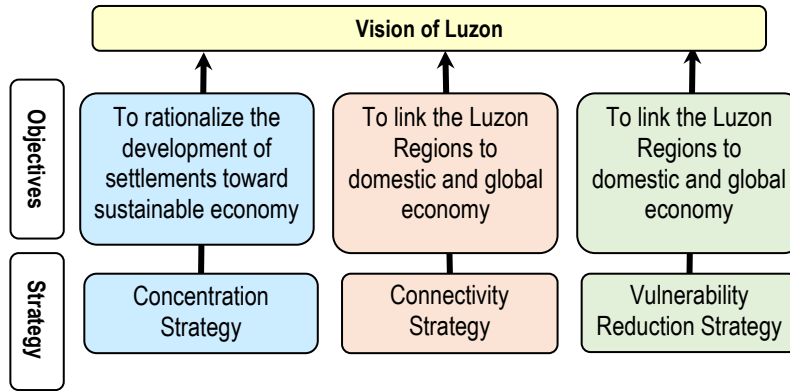 Vision of Luzon
Objectives
To rationalize the
development of
settlements toward
sustainable economy
To link the Luzon
Regions to
domestic and global
economy
To link the Luzon
Regions to
domestic and global
economy
Strategy
Concentration
Strategy
Connectivity
Strategy
Vulnerability
Reduction Strategy